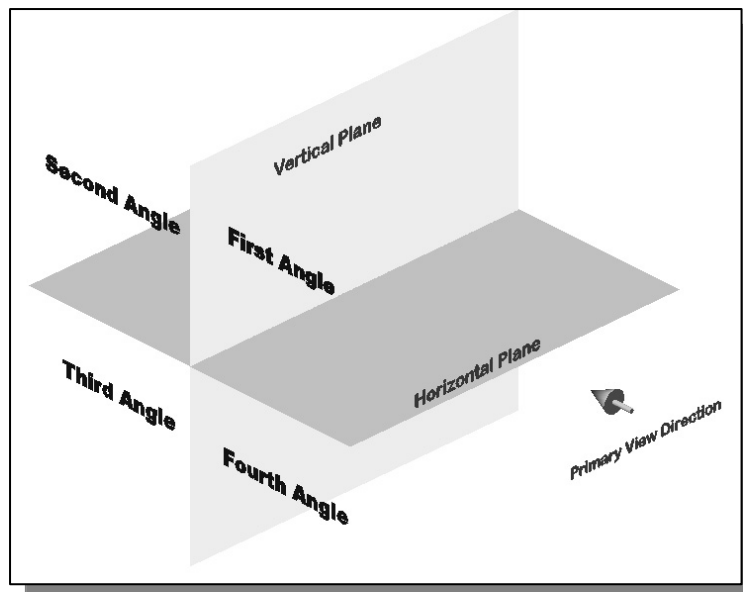 Vertical Plane
Second Angle
First Angle
Horizontal Plane
Third Angle
Primary View Direction
Fourth Angle